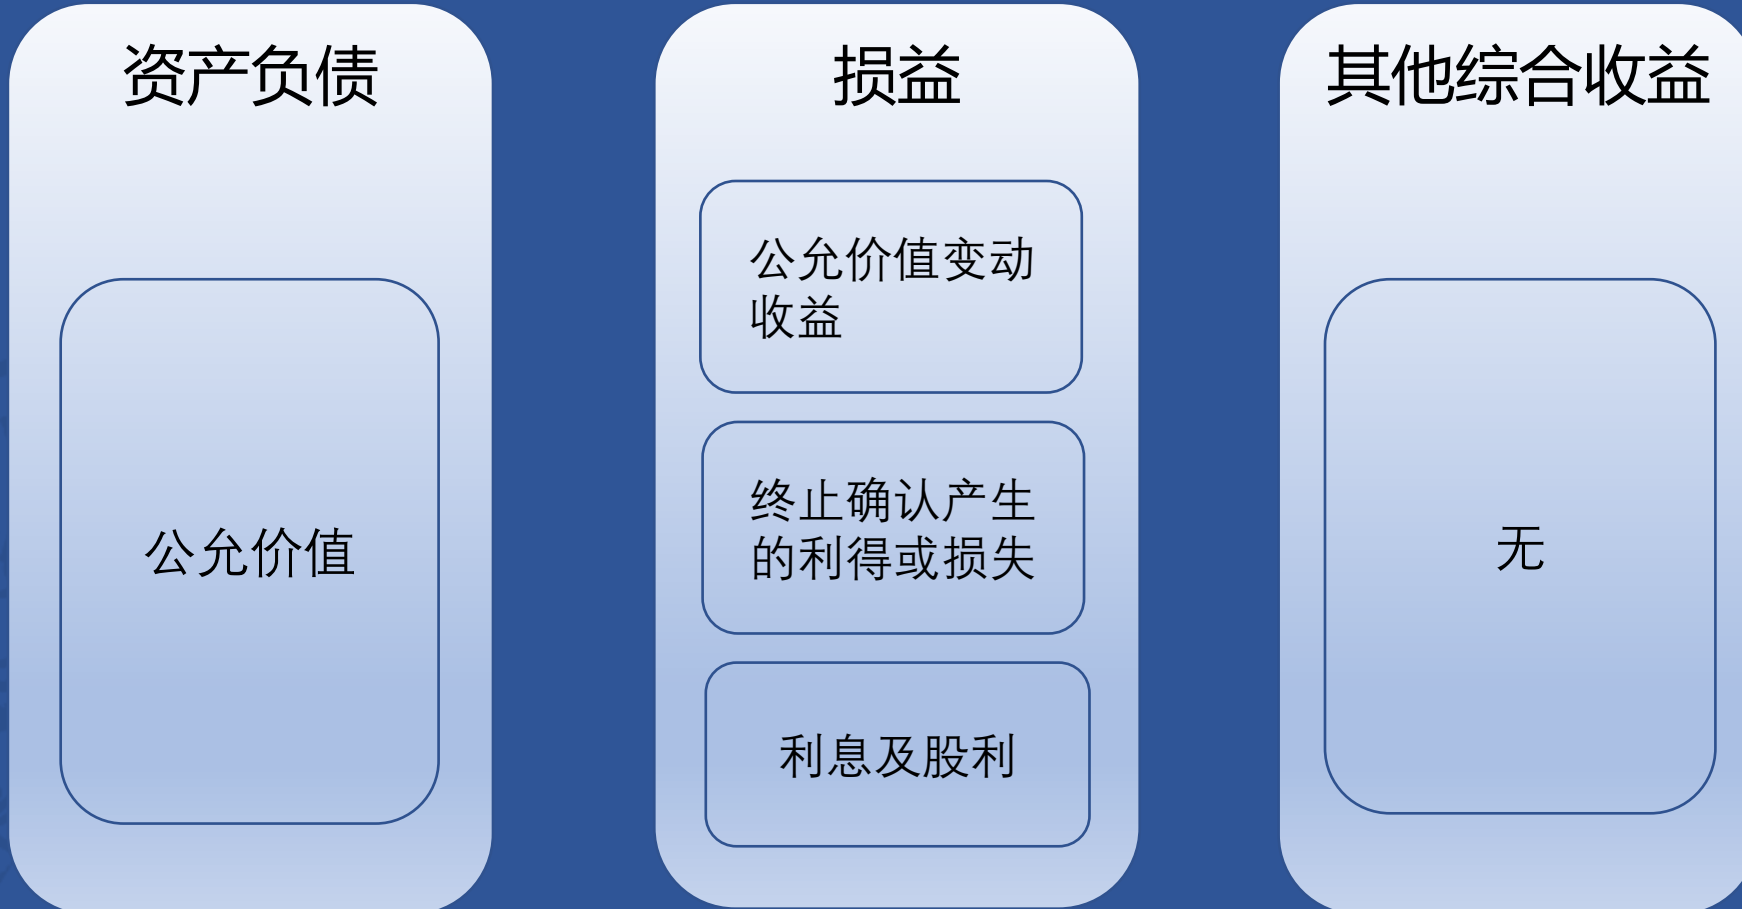 资产负债
公允价值
损益
公允价值变动
收益
终止确认产生
的利得或损失
利息及股利
其他综合收益
无